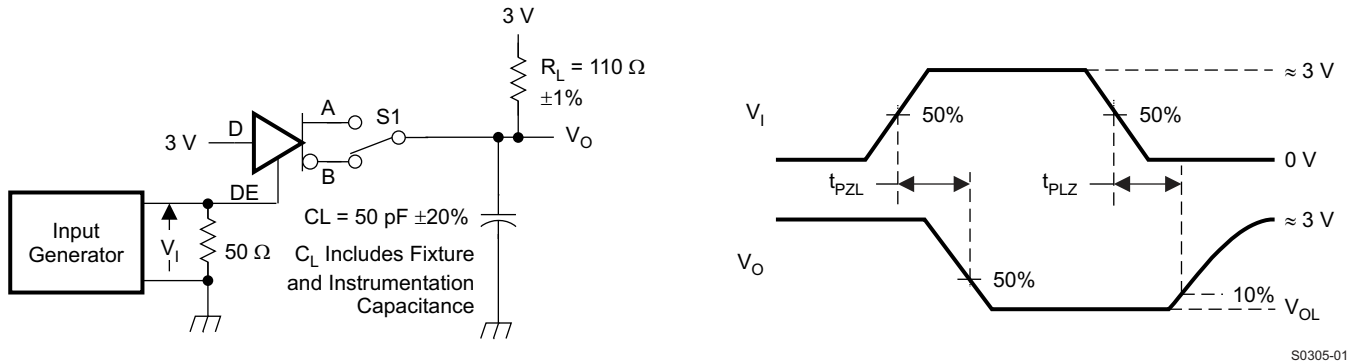 3 V
R_L = 110 Ω
±1%
A
S1
D
3 V
V_O
B
DE
Input
Generator
V_I
50 Ω
CL = 50 pF ±20%
C_L Includes Fixture
and Instrumentation
Capacitance
≈ 3 V
V_I
50%
50%
0 V
t_PZL
t_PLZ
≈ 3 V
V_O
50%
10%
V_OL
S0305-01